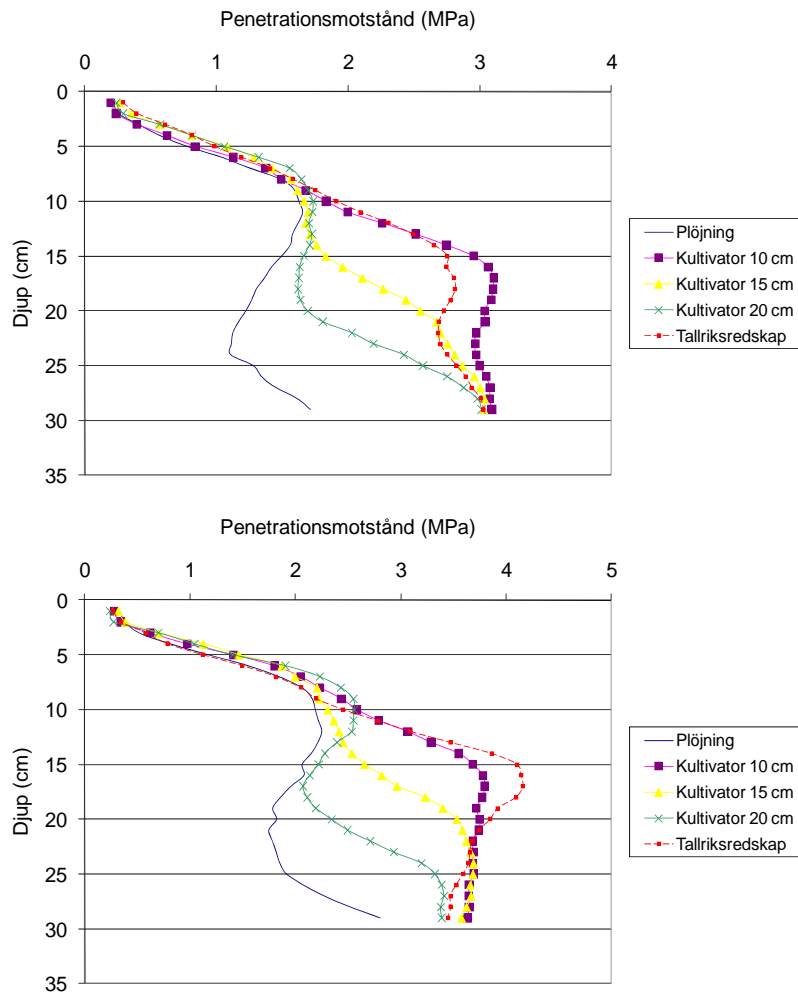 Penetrationsmotstånd (MPa)
0 1 2 3 4
0
5
10
15
20
25
30
35
Djup (cm)
Plöjning
Kultivator 10 cm
Kultivator 15 cm
Kultivator 20 cm
Tallriksredskap
Penetrationsmotstånd (MPa)
0 1 2 3 4 5
0
5
10
15
20
25
30
35
Djup (cm)
Plöjning
Kultivator 10 cm
Kultivator 15 cm
Kultivator 20 cm
Tallriksredskap